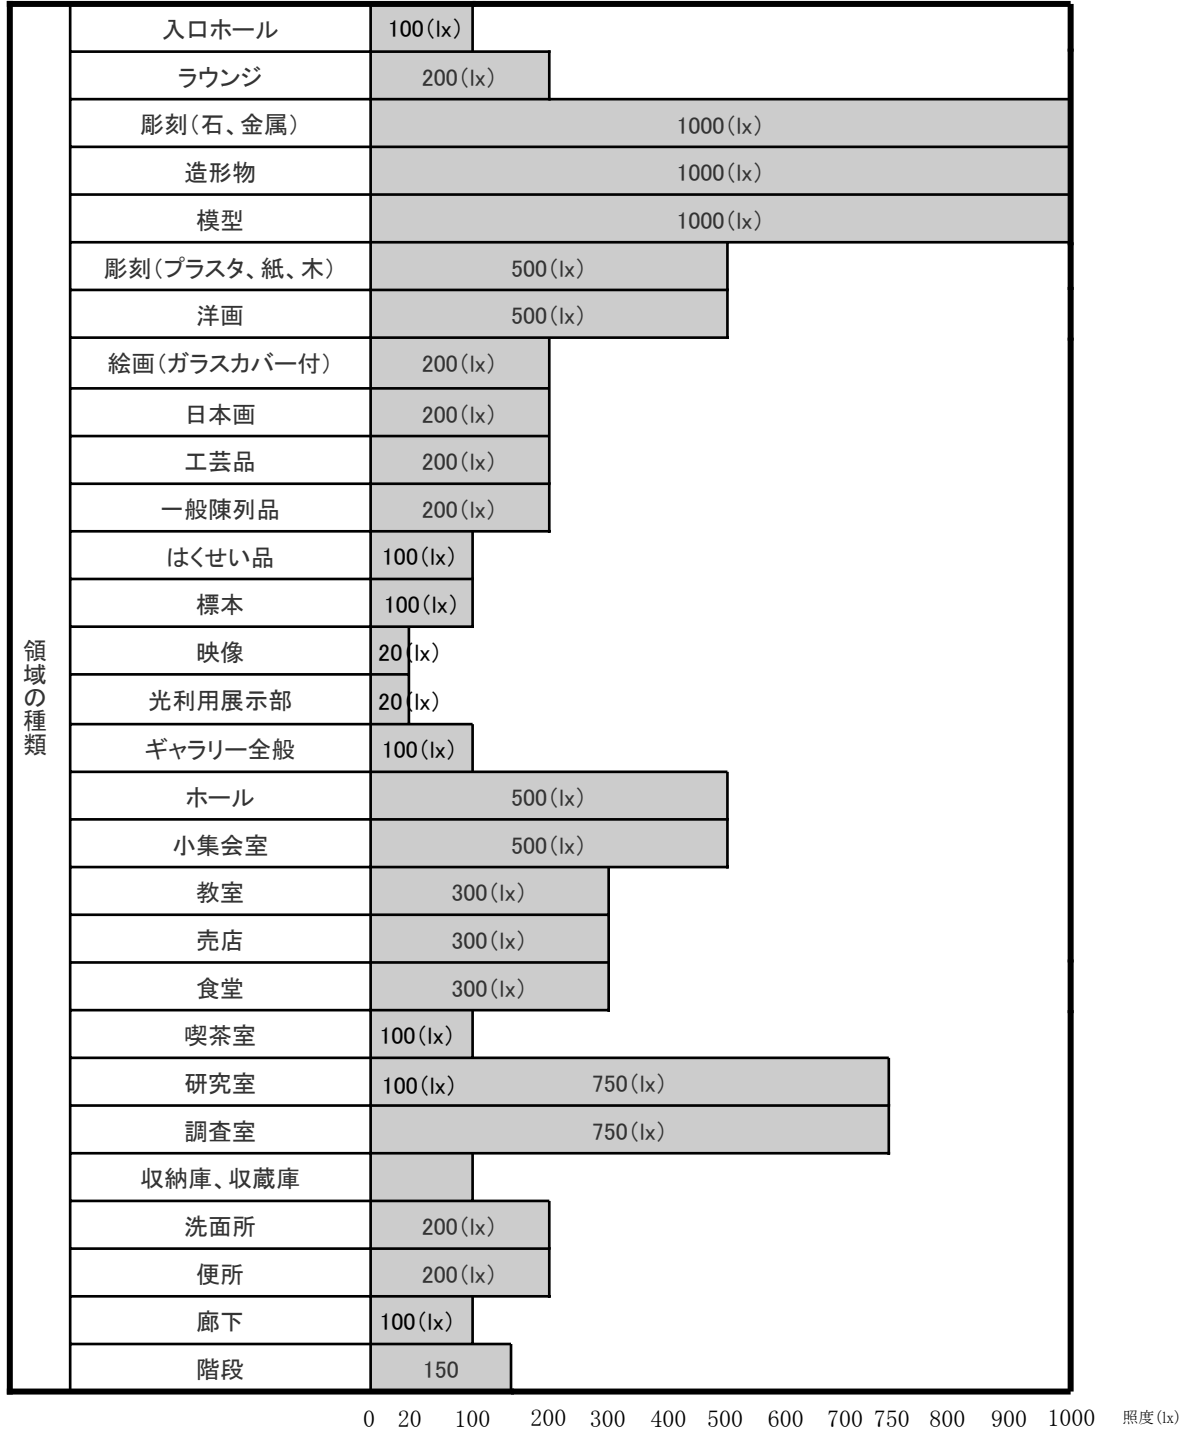 入口ホール 100(lx)
ラウンジ 200(lx)
彫刻(石、金属) 1000(lx)
造形物 1000(lx)
模型 1000(lx)
彫刻(プラスタ、紙、木) 500(lx)
洋画 500(lx)
絵画(ガラスカバー付) 200(lx)
日本画 200(lx)
工芸品 200(lx)
一般陳列品 200(lx)
はくせい品 100(lx)
標本 100(lx)
領域の種類
映像 20(lx)
光利用展示部 20(lx)
ギャラリー全般 100(lx)
ホール 500(lx)
小集会室 500(lx)
教室 300(lx)
売店 300(lx)
食堂 300(lx)
喫茶室 100(lx)
研究室 100(lx) 750(lx)
調査室 750(lx)
収納庫、収蔵庫
洗面所 200(lx)
便所 200(lx)
廊下 100(lx)
階段 150
0 20 100 200 300 400 500 600 700 750 800 900 1000 照度(lx)